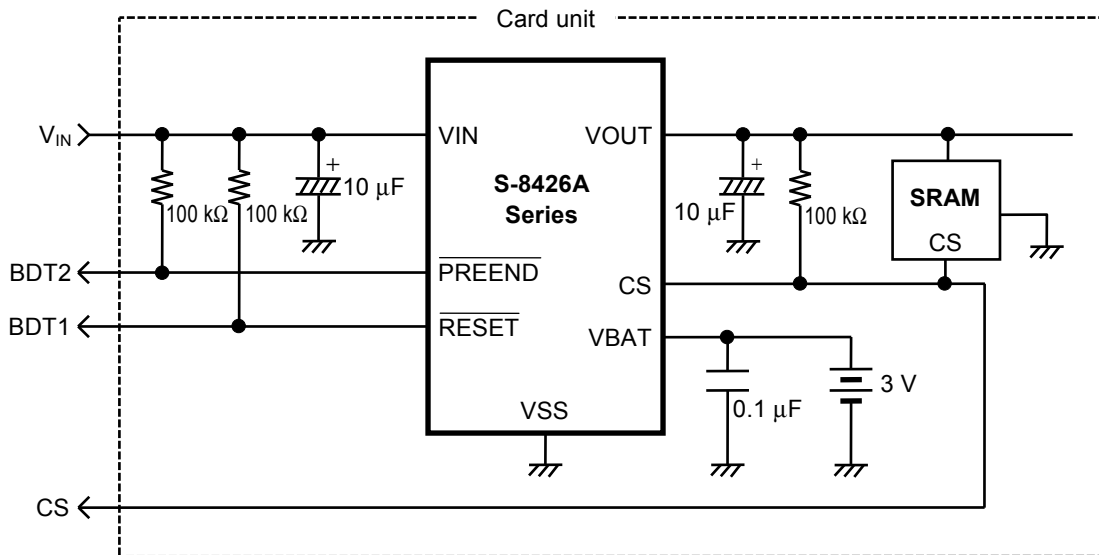 Card unit
VIN
VIN
VOUT
S-8426A
Series
+
10 μF
100 kΩ
100 kΩ
+
10 μF
100 kΩ
SRAM
CS
BDT2
PREEND
CS
BDT1
RESET
VBAT
3 V
0.1 μF
VSS
CS